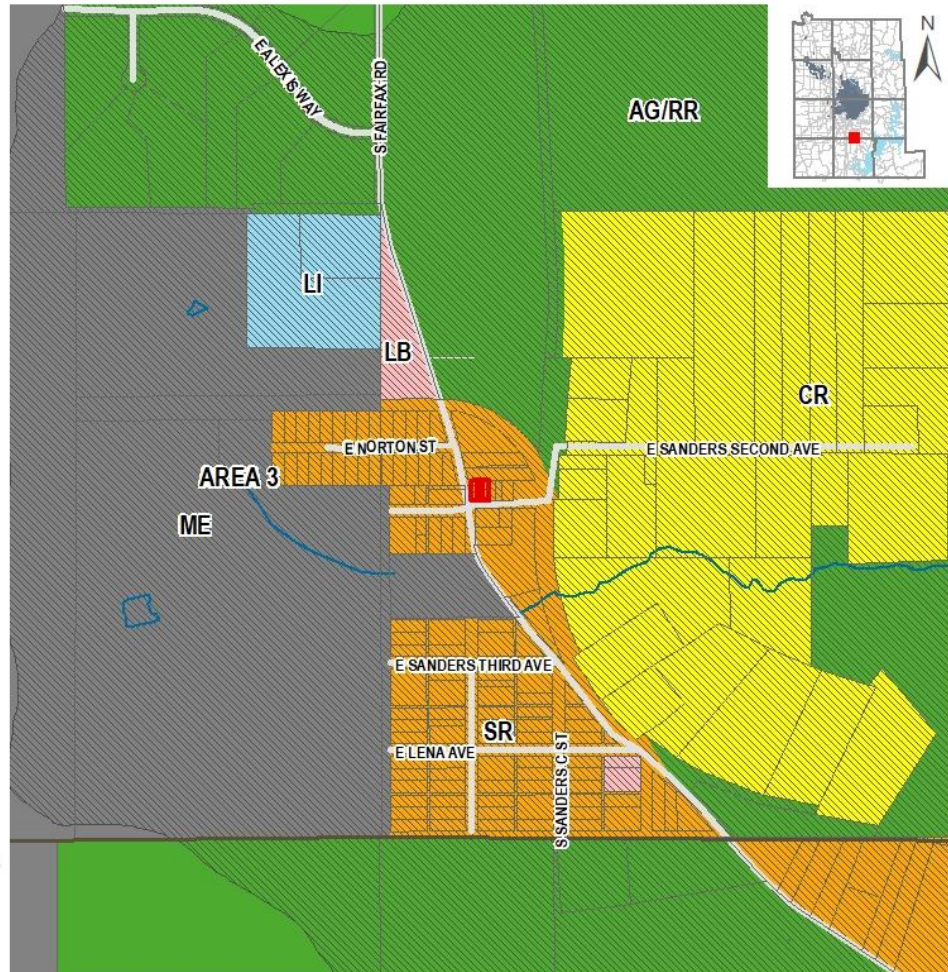 N
E ALEXIS WAY
S FAIRFAX RD
AG/RR
LI
LB
CR
E NORTON ST
E SANDERS SECOND AVE
AREA 3
ME
E SANDERS THIRD AVE
SR
E LENA AVE
S SANDERS C ST